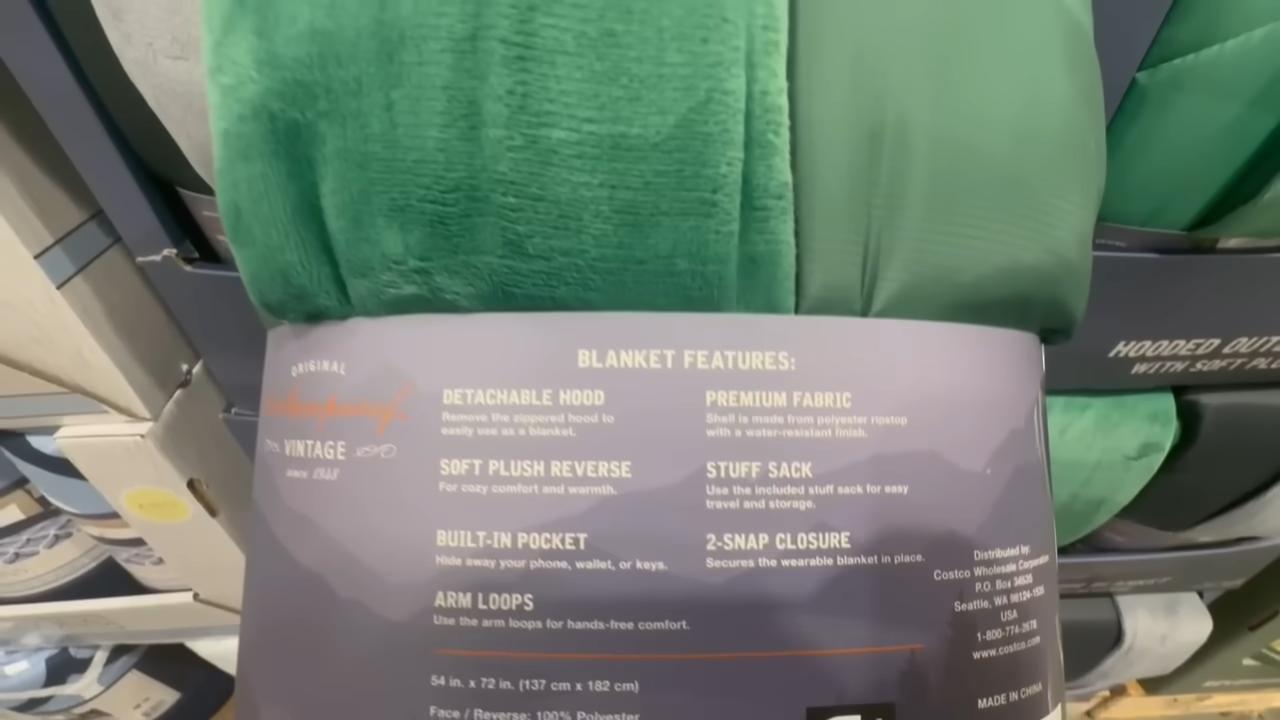 ORIGINAL
VINTAGE
since 1948
BLANKET FEATURES:
DETACHABLE HOOD
Remove the zippered hood to
easily use as a blanket.
SOFT PLUSH REVERSE
For cozy comfort and warmth.
BUILT-IN POCKET
Hide away your phone, wallet, or keys.
ARM LOOPS
Use the arm loops for hands-free comfort.
PREMIUM FABRIC
Shell is made from polyester ripstop
with a water-resistant finish.
STUFF SACK
Use the included stuff sack for easy
travel and storage.
2-SNAP CLOSURE
Secures the wearable blanket in place.
54 in. x 72 in. (137 cm x 182 cm)
Face / Reverse: 100% Polyester
Distributed by:
Costco Wholesale Corporation
P.O. Box 34535
Seattle, WA 98124-1535
USA
1-800-774-2678
www.costco.com
MADE IN CHINA
HOODED OUT
WITH SOFT PLU